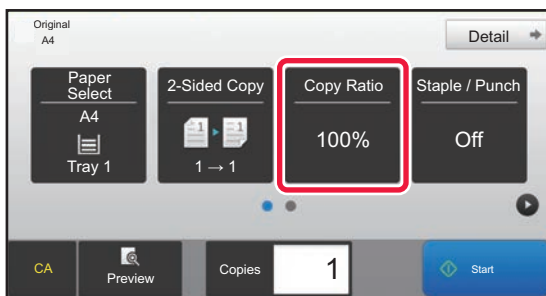 Original
A4
Detail
Paper
Select
A4
Tray 1
2-Sided Copy
1 → 1
Copy Ratio
100%
Staple / Punch
Off
CA
Preview
Copies
1
Start